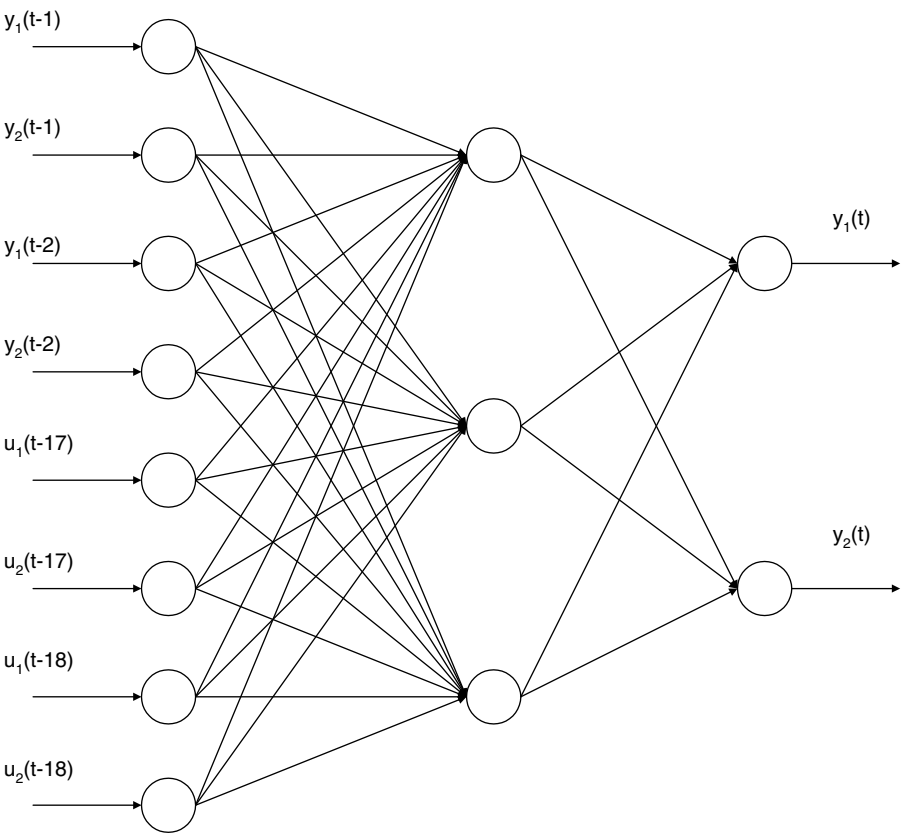 y₁(t-1)
y₂(t-1)
y₁(t-2)
y₂(t-2)
u₁(t-17)
u₂(t-17)
u₁(t-18)
u₂(t-18)
y₁(t)
y₂(t)